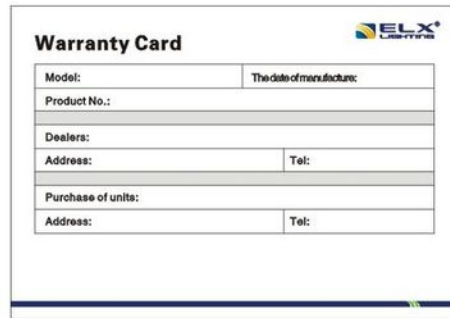 ELX
LIGHTING
Warranty Card
Model: The date of manufacture:
Product No.:
Dealers:
Address: Tel:
Purchase of units:
Address: Tel: